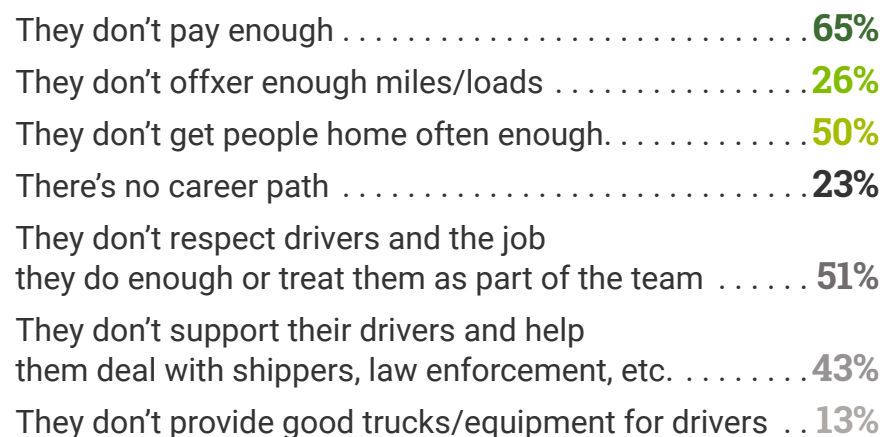 They don’t pay enough . . . . . . . . . . . . . . . . . . . . . . . . . . . . . 65%
They don’t offxer enough miles/loads . . . . . . . . . . . . . . . . 26%
They don’t get people home often enough. . . . . . . . . . . . . 50%
There’s no career path . . . . . . . . . . . . . . . . . . . . . . . . . . . . . 23%
They don’t respect drivers and the job
they do enough or treat them as part of the team . . . . . . 51%
They don’t support their drivers and help
them deal with shippers, law enforcement, etc. . . . . . . . . 43%
They don’t provide good trucks/equipment for drivers . . 13%